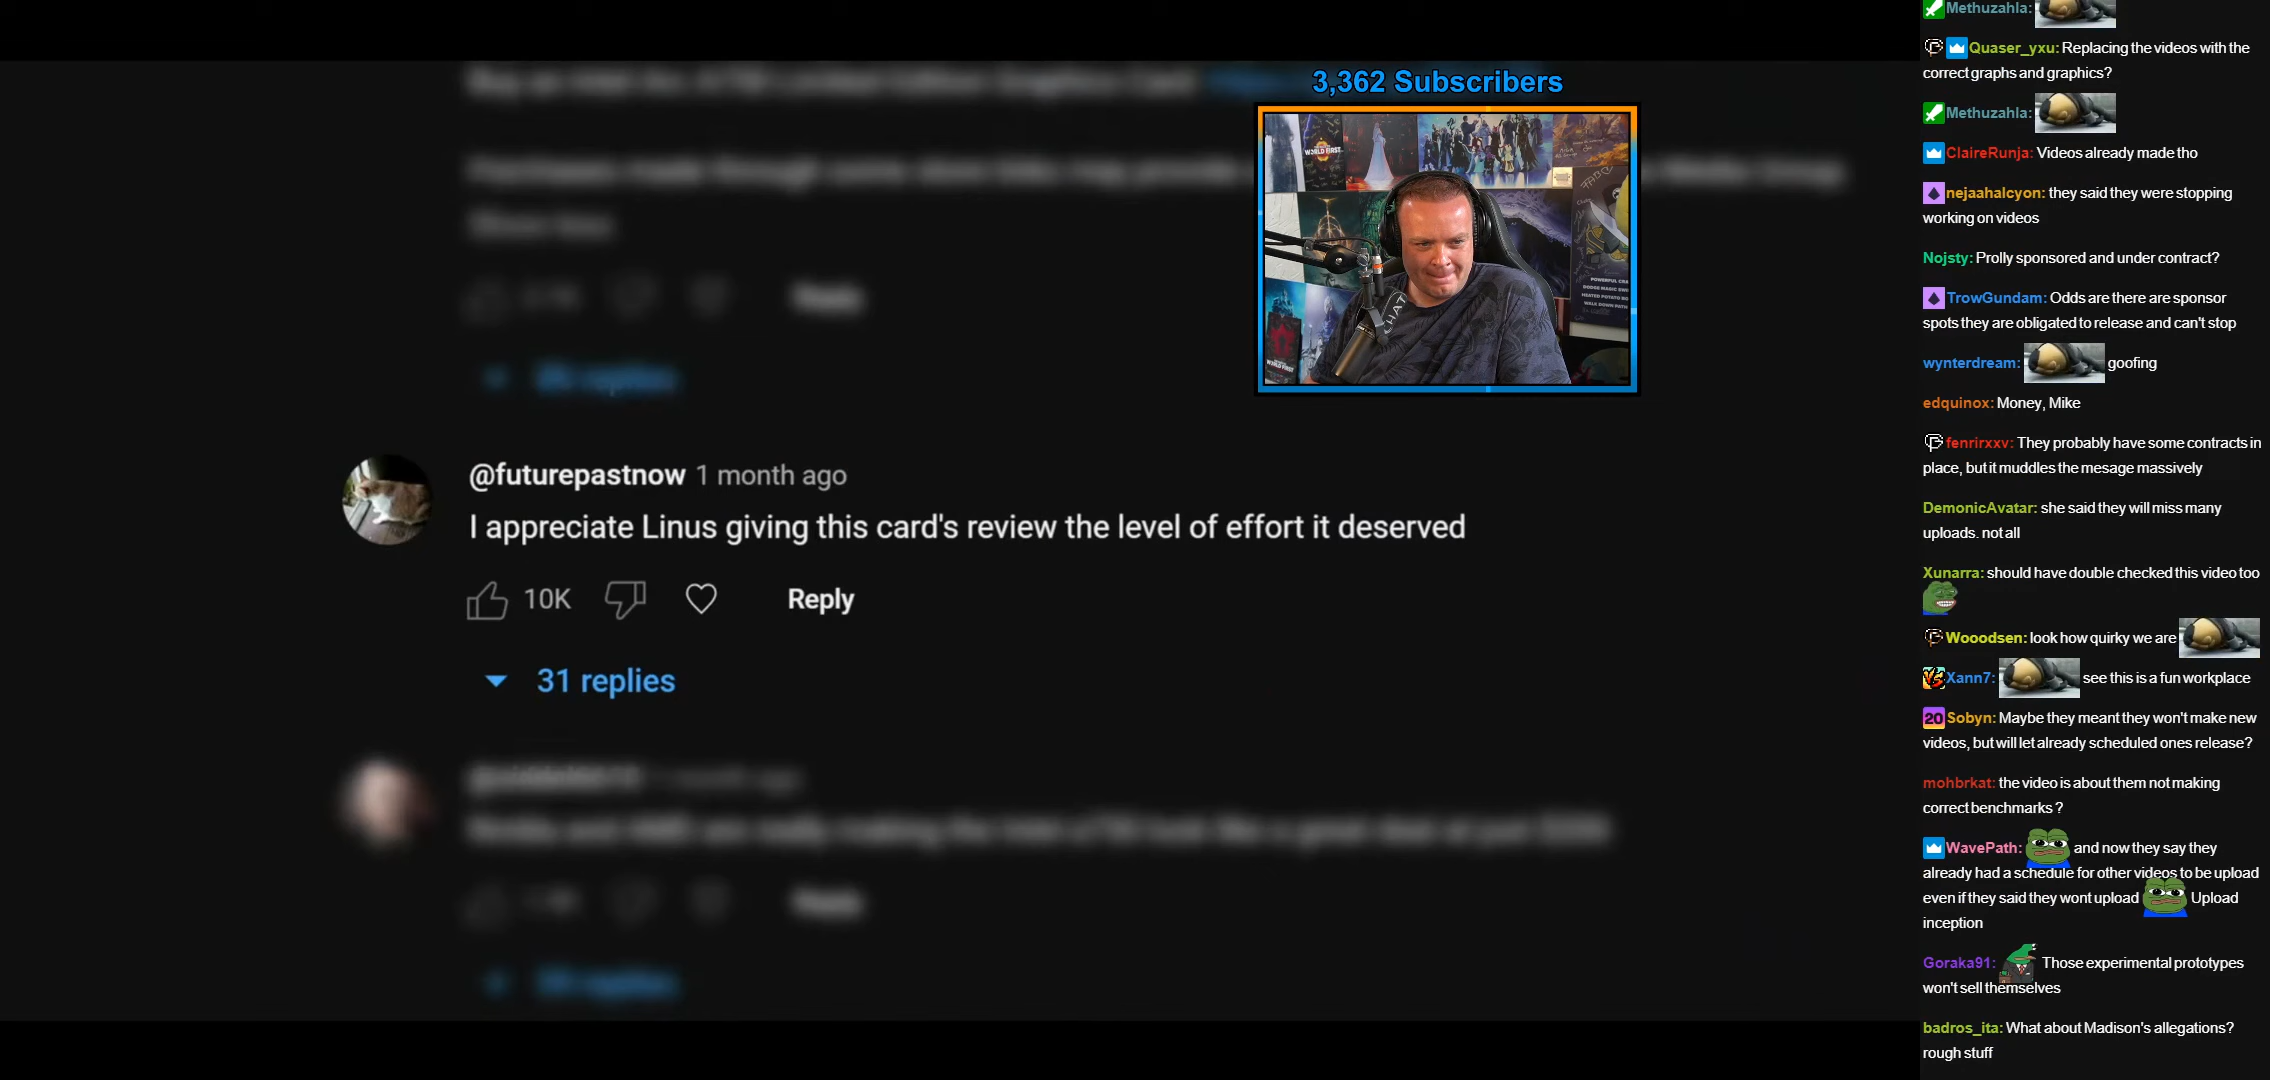 3,362 Subscribers
WORLD FIRST
CHAT
Reply
@futurepastnow 1 month ago
I appreciate Linus giving this card's review the level of effort it deserved
10K Reply
31 replies
Reply
Methuzahla:
Quaser_yxu: Replacing the videos with the
correct graphs and graphics?
Methuzahla:
ClaireRunja: Videos already made tho
nejaahalcyon: they said they were stopping
working on videos
Nojsty: Prolly sponsored and under contract?
TrowGundam: Odds are there are sponsor
spots they are obligated to release and can't stop
wynterdream: goofing
edquinox: Money, Mike
fenrirxxv: They probably have some contracts in
place, but it muddles the mesage massively
DemonicAvatar: she said they will miss many
uploads. not all
Xunarra: should have double checked this video too
Wooodsen: look how quirky we are
Xann7: see this is a fun workplace
20 Sobyn: Maybe they meant they won't make new
videos, but will let already scheduled ones release?
mohbrkat: the video is about them not making
correct benchmarks ?
WavePath: and now they say they
already had a schedule for other videos to be upload
even if they said they wont upload Upload
inception
Goraka91: Those experimental prototypes
won't sell themselves
badros_ita: What about Madison's allegations?
rough stuff